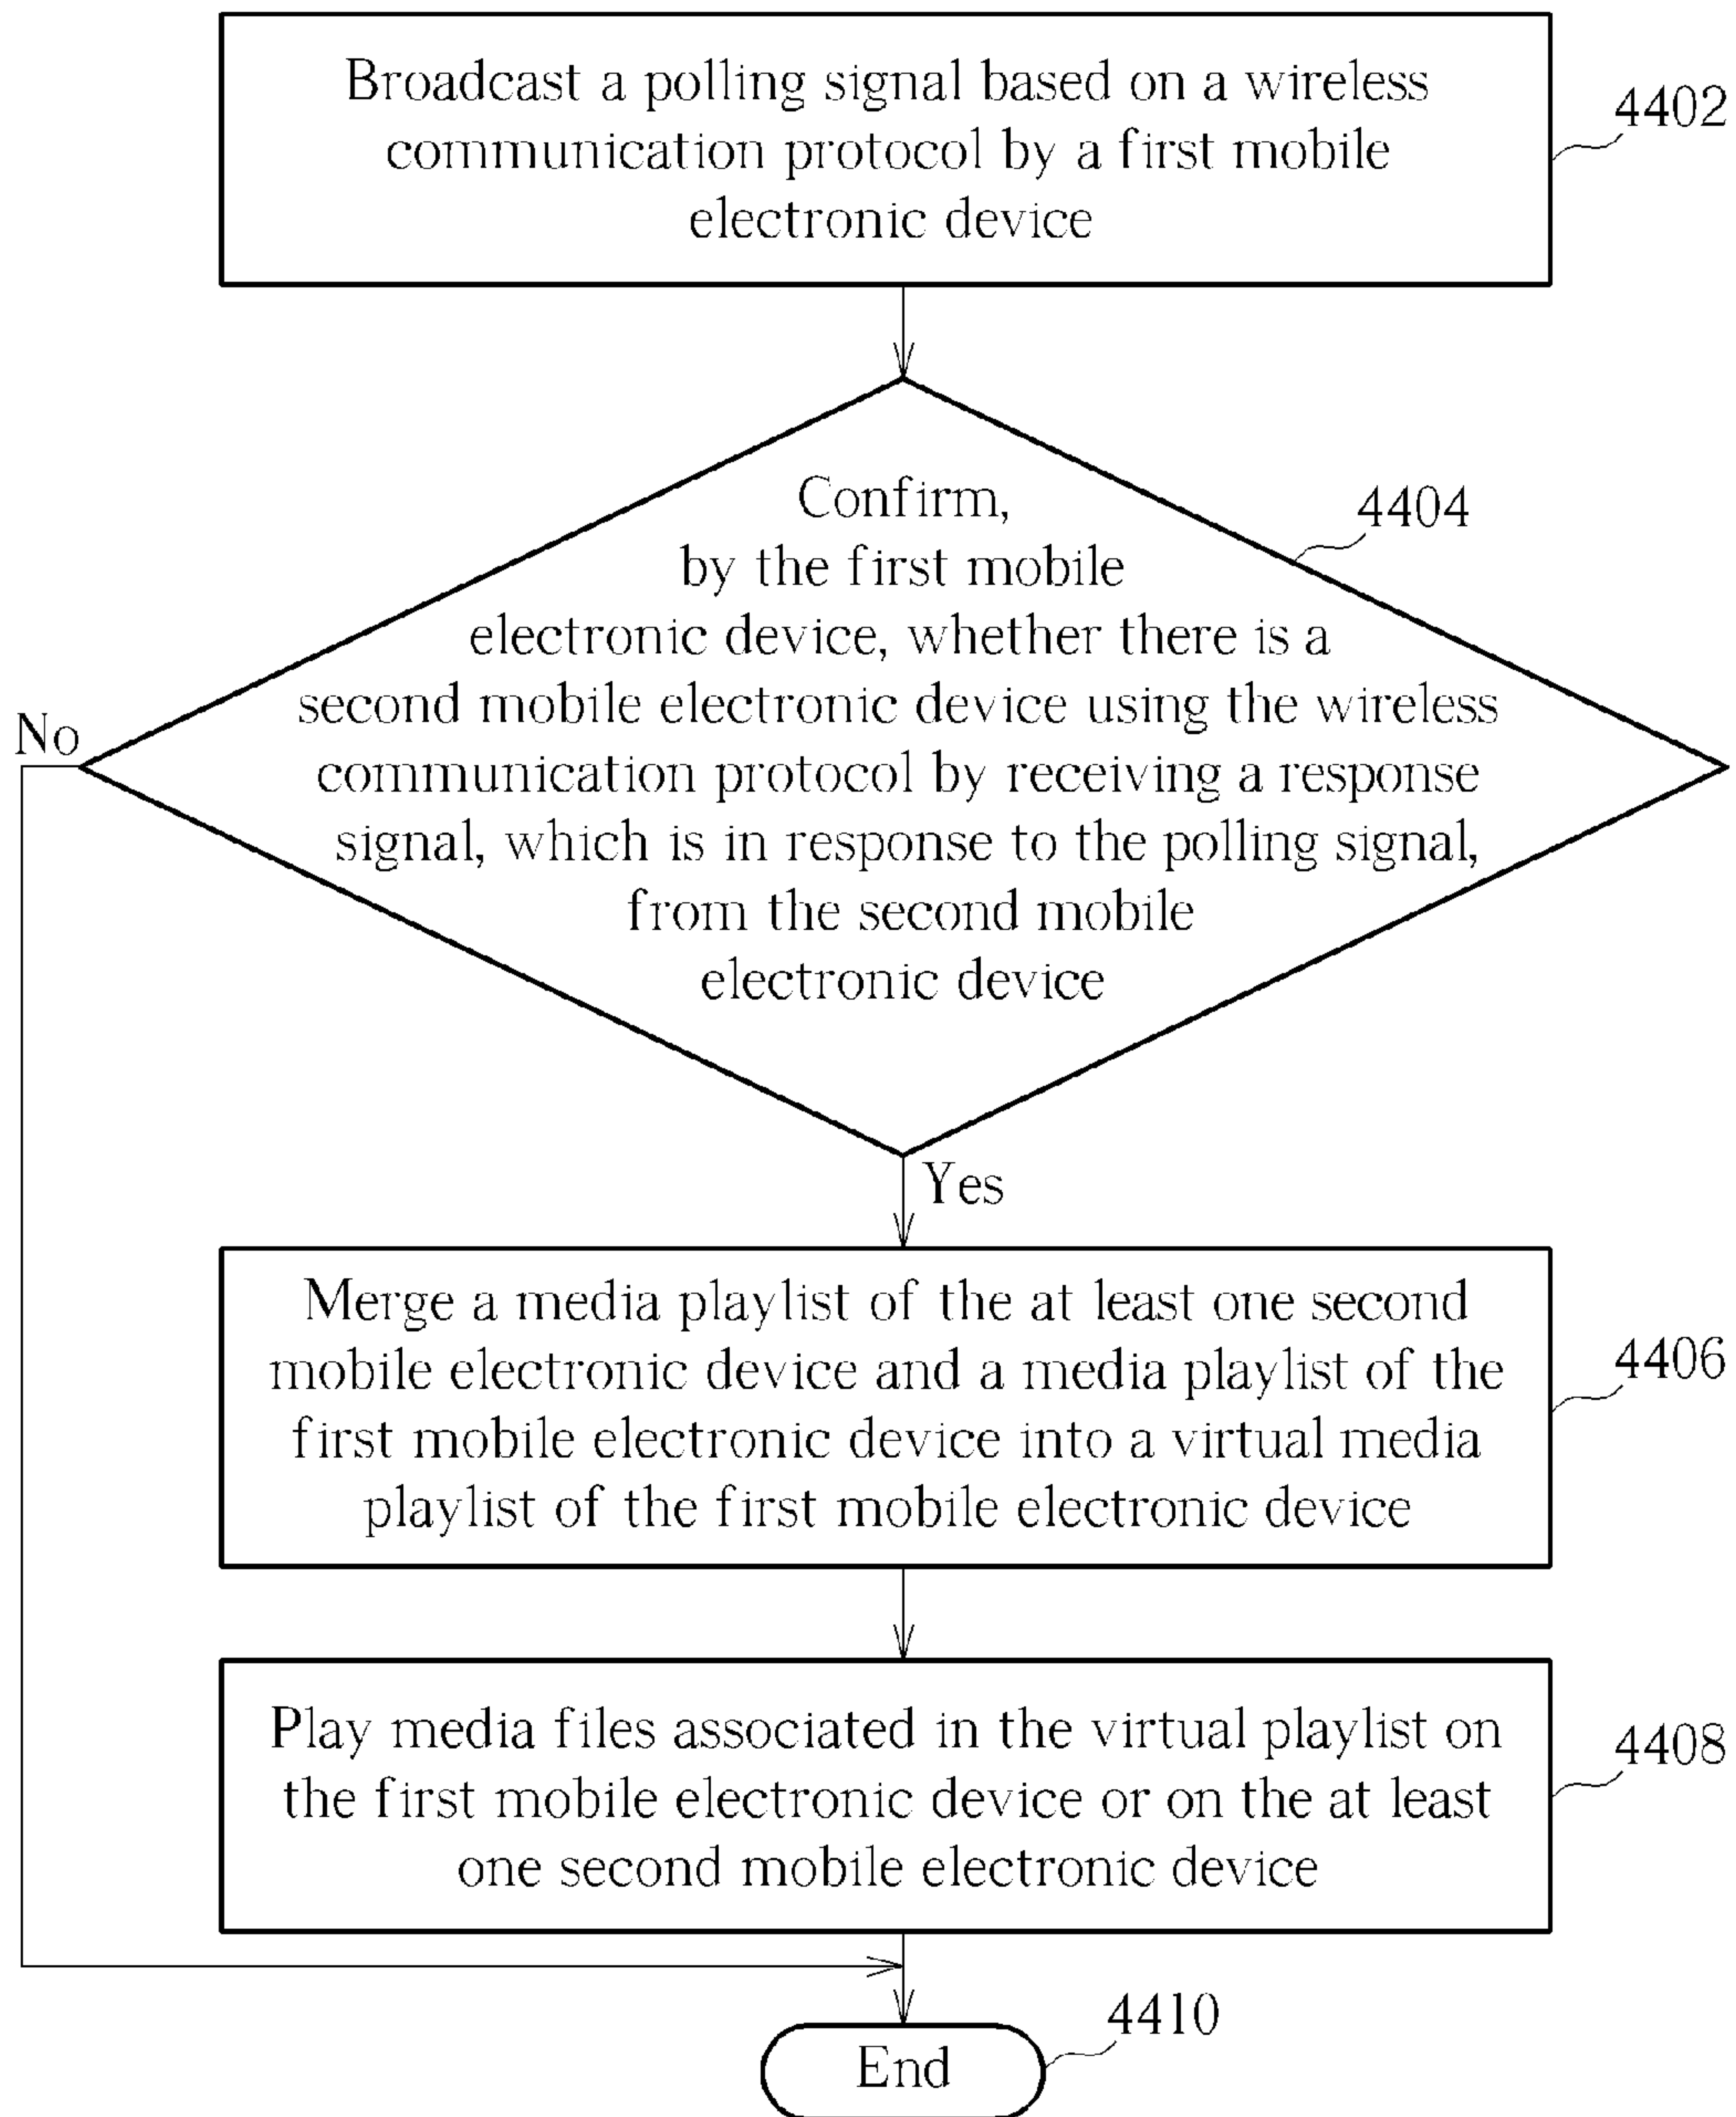 Broadcast a polling signal based on a wireless
communication protocol by a first mobile
electronic device
4402
Confirm,
by the first mobile
electronic device, whether there is a
second mobile electronic device using the wireless
communication protocol by receiving a response
signal, which is in response to the polling signal,
from the second mobile
electronic device
4404
No
Yes
Merge a media playlist of the at least one second
mobile electronic device and a media playlist of the
first mobile electronic device into a virtual media
playlist of the first mobile electronic device
4406
Play media files associated in the virtual playlist on
the first mobile electronic device or on the at least
one second mobile electronic device
4408
End
4410